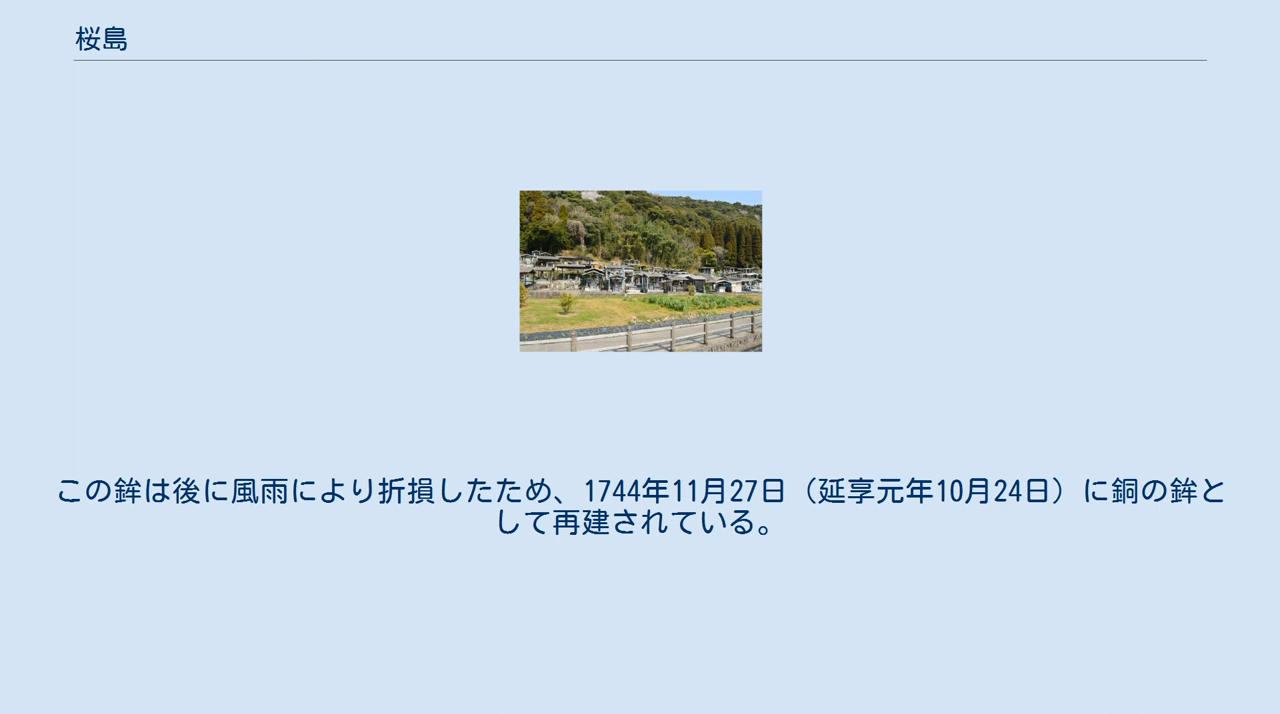 桜島
この鉾は後に風雨により折損したため、1744年11月27日（延享元年10月24日）に銅の鉾と
して再建されている。